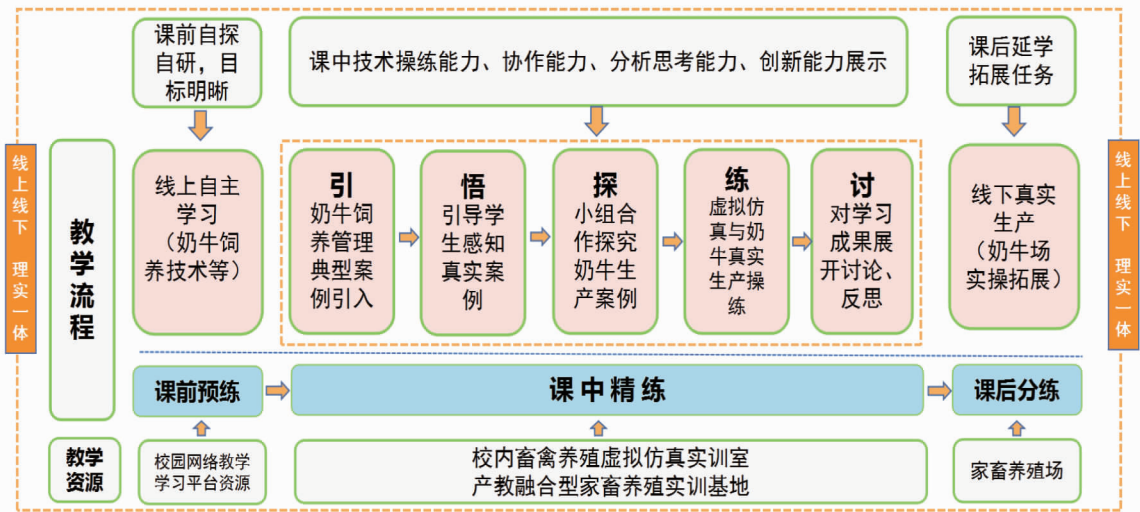 课前自探
自研，目
标明晰
课中技术操练能力、协作能力、分析思考能力、创新能力展示
课后延学
拓展任务
线上线下 理实一体
教学流程
线上自主
学习
（奶牛饲
养技术等）
引
奶牛饲
养管理
典型案
例引入
悟
引导学
生感知
真实案
例
探
小组合
作探究
奶牛生
产案例
练
虚拟仿
真与奶
牛真实
生产操
练
讨
对学习
成果展
开讨论、
反思
线下真实
生产
（奶牛场
实操拓展）
线上线下 理实一体
课前预练
课中精练
课后分练
教学
资源
校园网络教学
学习平台资源
校内畜禽养殖虚拟仿真实训室
产教融合型家畜养殖实训基地
家畜养殖场